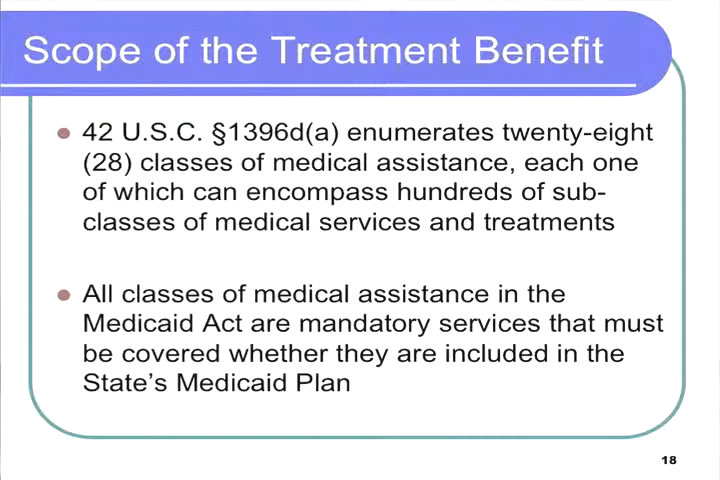 Scope of the Treatment Benefit
42 U.S.C. §1396d(a) enumerates twenty-eight
(28) classes of medical assistance, each one
of which can encompass hundreds of sub-
classes of medical services and treatments
All classes of medical assistance in the
Medicaid Act are mandatory services that must
be covered whether they are included in the
State's Medicaid Plan
18